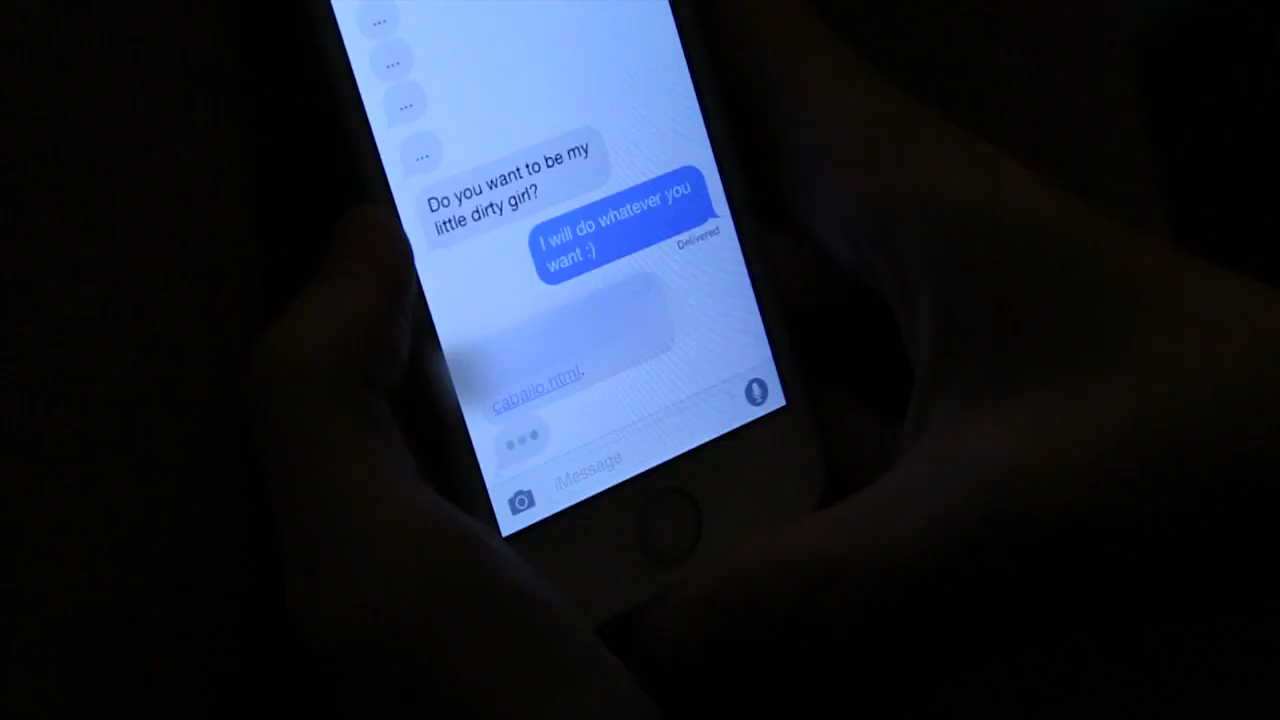 ...
...
...
...
Do you want to be my
little dirty girl?
I will do whatever you
want :)
Delivered
caballo.html.
iMessage